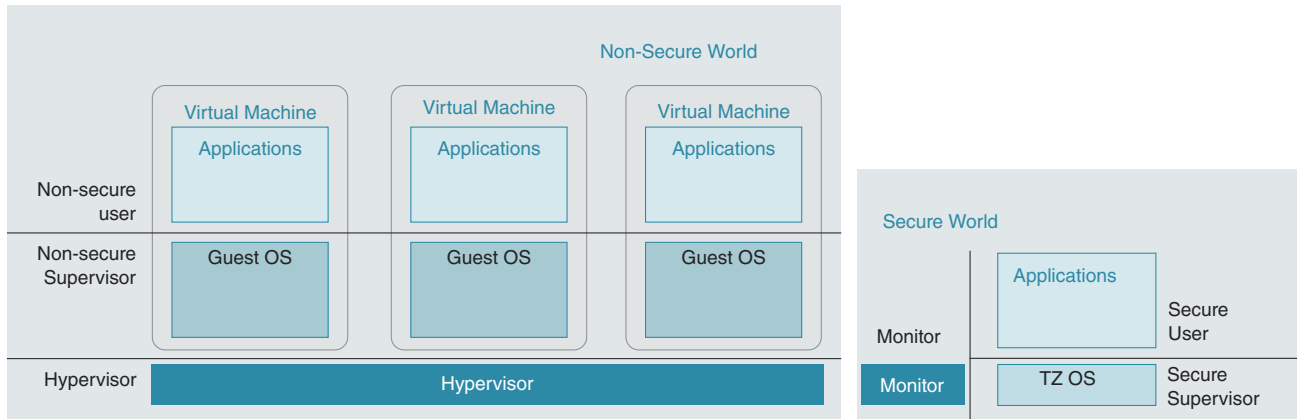 Non-Secure World
Virtual Machine
Applications
Virtual Machine
Applications
Virtual Machine
Applications
Non-secure
user
Non-secure
Supervisor
Guest OS
Guest OS
Guest OS
Hypervisor
Hypervisor
Secure World
Applications
Secure
User
Monitor
Monitor
TZ OS
Secure
Supervisor